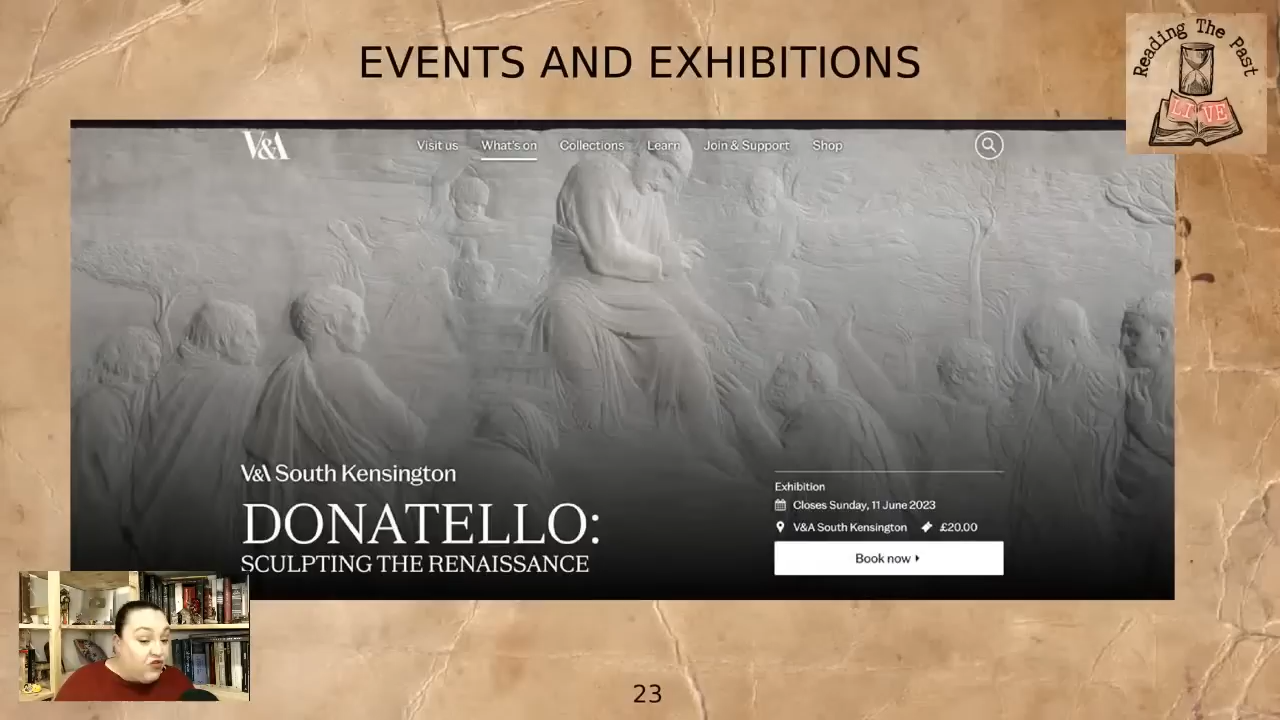 EVENTS AND EXHIBITIONS
Reading The Past
LIVE
V&A
Visit us What's on Collections Learn Join & Support Shop
V&A South Kensington
DONATELLO:
SCULPTING THE RENAISSANCE
Exhibition
Closes Sunday, 11 June 2023
V&A South Kensington £20.00
Book now
23